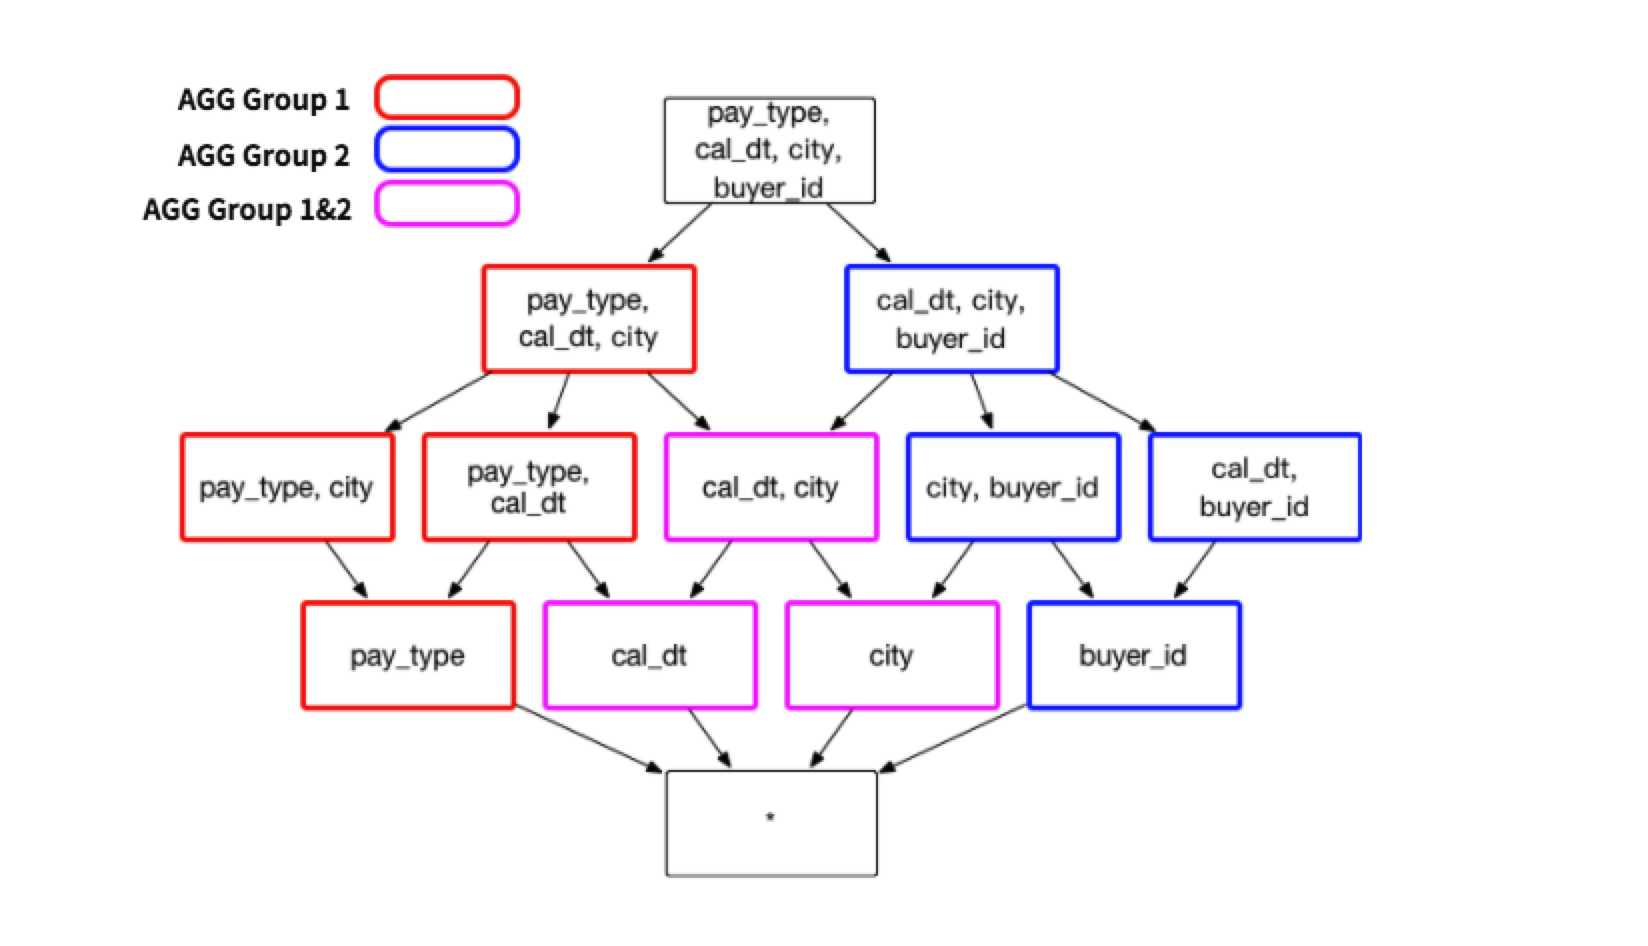 AGG Group 1
AGG Group 2
AGG Group 1&2
pay_type,
cal_dt, city,
buyer_id
pay_type,
cal_dt, city
cal_dt, city,
buyer_id
pay_type, city
pay_type,
cal_dt
cal_dt, city
city, buyer_id
cal_dt,
buyer_id
pay_type
cal_dt
city
buyer_id
*